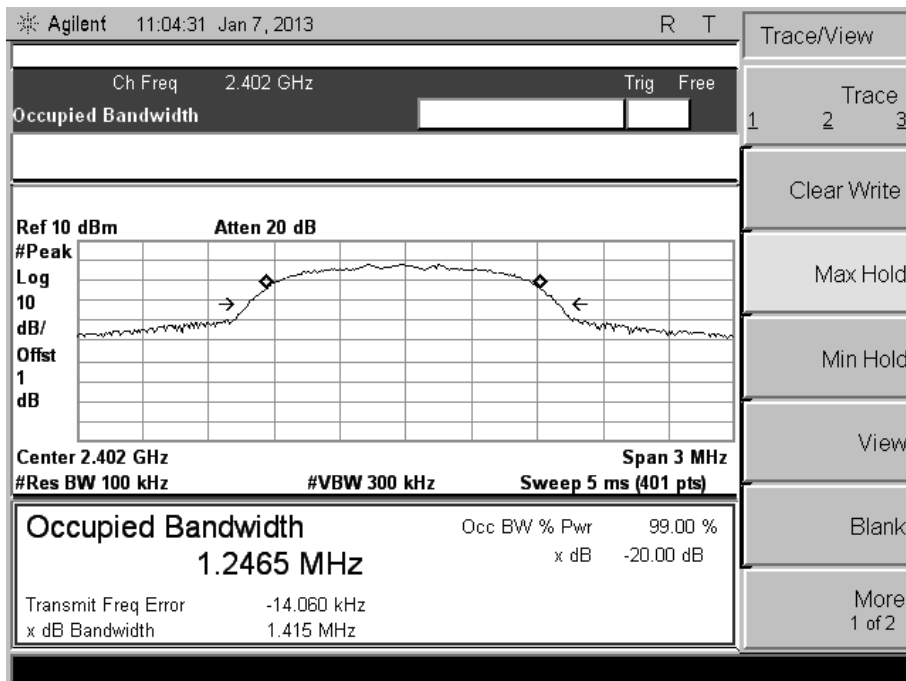 Agilent 11:04:31 Jan 7, 2013 R T
Ch Freq 2.402 GHz Trig Free
Occupied Bandwidth
Ref 10 dBm Atten 20 dB
#Peak
Log
10
dB/
Offst
1
dB
Center 2.402 GHz Span 3 MHz
#Res BW 100 kHz #VBW 300 kHz Sweep 5 ms (401 pts)
Occupied Bandwidth
1.2465 MHz
Occ BW % Pwr 99.00 %
x dB -20.00 dB
Transmit Freq Error -14.060 kHz
x dB Bandwidth 1.415 MHz
Trace/View
Trace
1 2 3
Clear Write
Max Hold
Min Hold
View
Blank
More
1 of 2